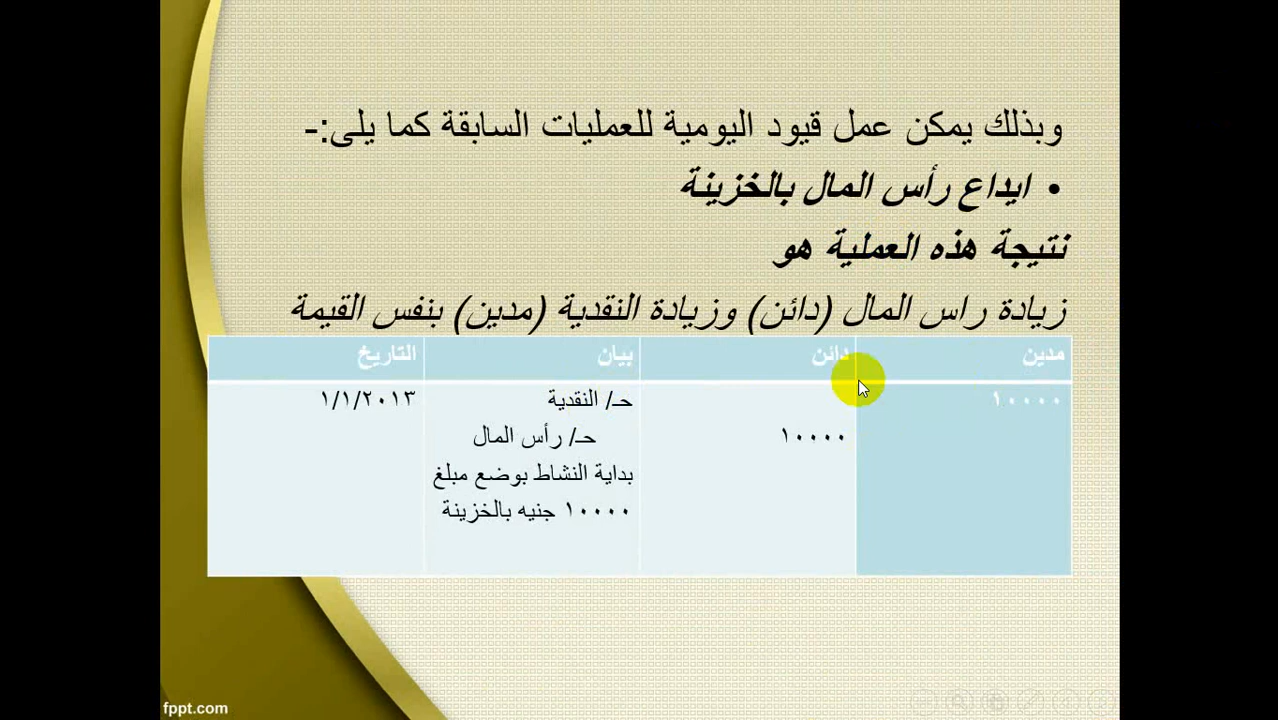 وبذلك يمكن عمل قيود اليومية للعمليات السابقة كما يلى:-
• ايداع رأس المال بالخزينة
نتيجة هذه العملية هو
زيادة راس المال (دائن) وزيادة النقدية (مدين) بنفس القيمة
مدين دائن بيان التاريخ
١٠٠٠٠ حـ/ النقدية ١/١/٢٠١٣
١٠٠٠٠ حـ/ رأس المال
بداية النشاط بوضع مبلغ
١٠٠٠٠ جنيه بالخزينة
fppt.com